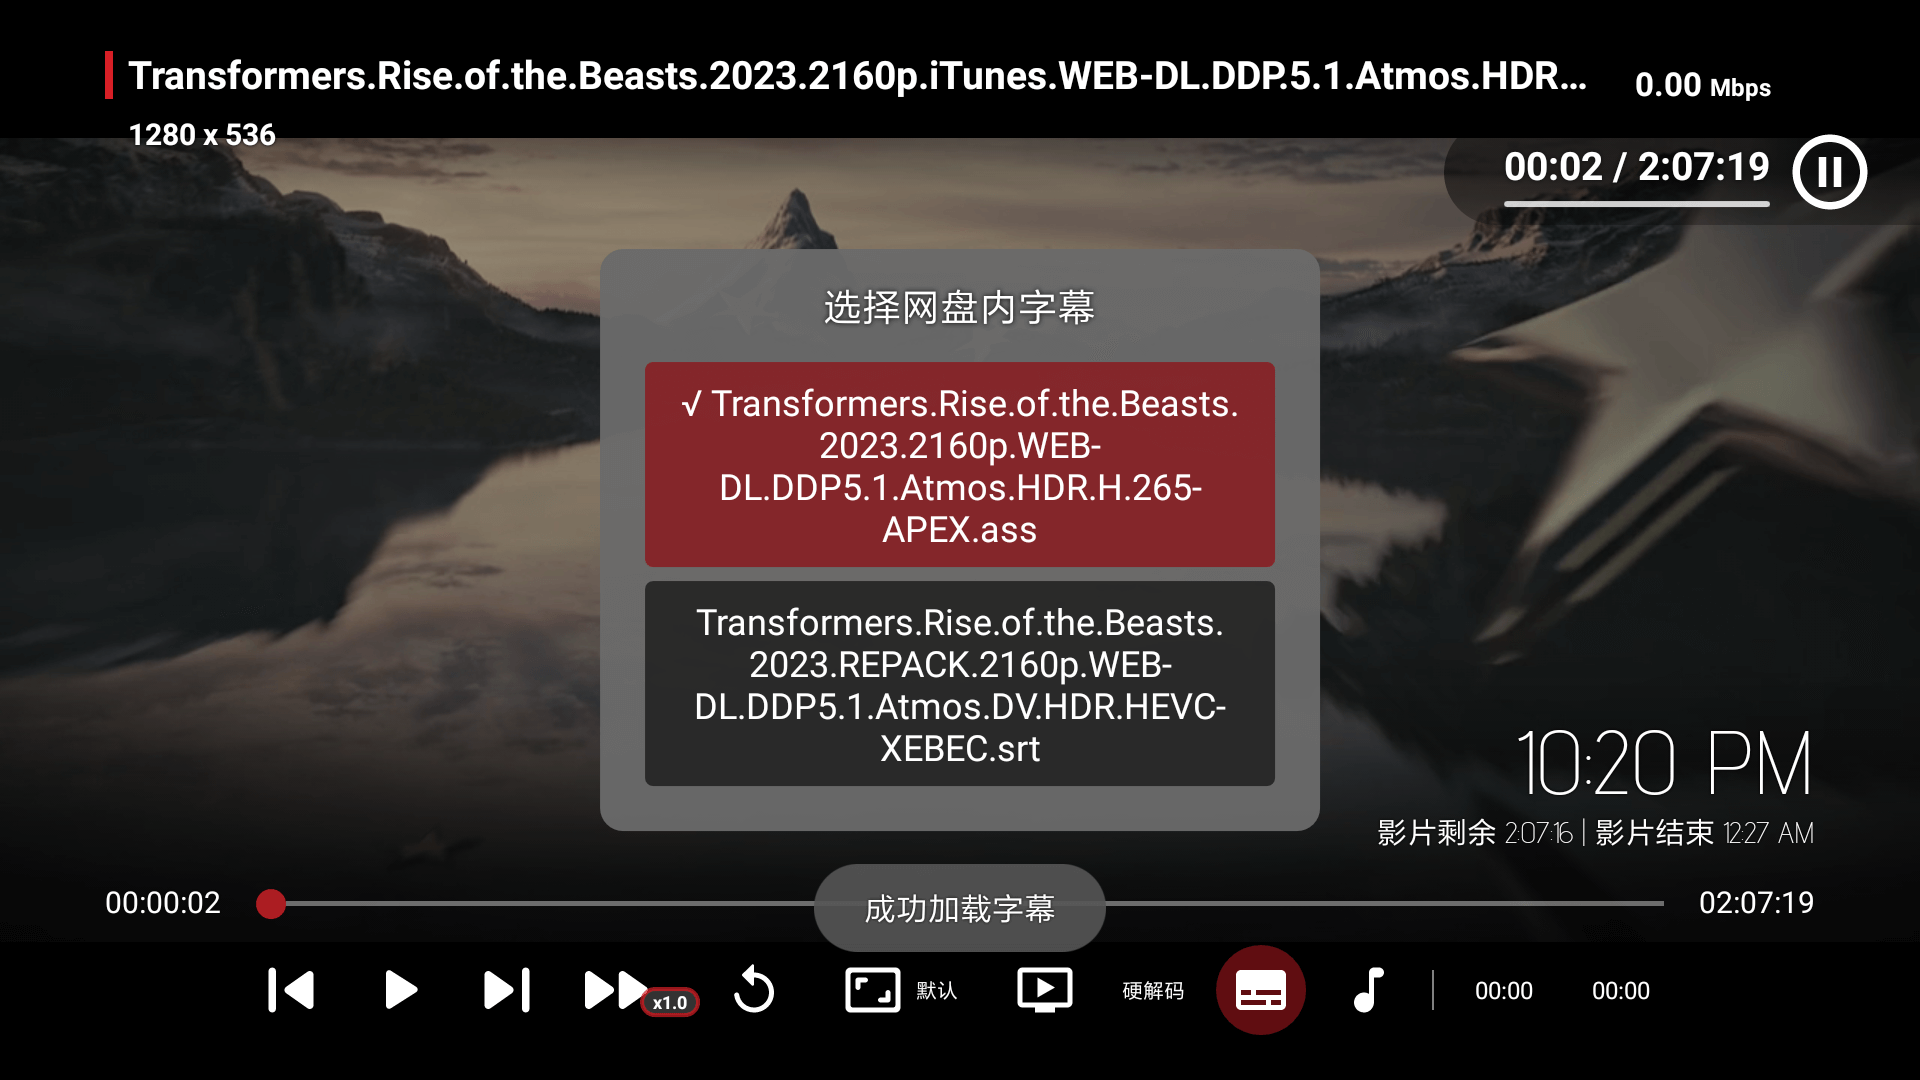 Transformers.Rise.of.the.Beasts.2023.2160p.iTunes.WEB-DL.DDP.5.1.Atmos.HDR...
0.00 Mbps
1280 x 536
00:02 / 2:07:19
选择网盘内字幕
√ Transformers.Rise.of.the.Beasts.
2023.2160p.WEB-
DL.DDP5.1.Atmos.HDR.H.265-
APEX.ass
Transformers.Rise.of.the.Beasts.
2023.REPACK.2160p.WEB-
DL.DDP5.1.Atmos.DV.HDR.HEVC-
XEBEC.srt
10:20 PM
影片剩余 2:07:16 | 影片结束 12:27 AM
00:00:02
成功加载字幕
02:07:19
x1.0
默认
硬解码
00:00
00:00